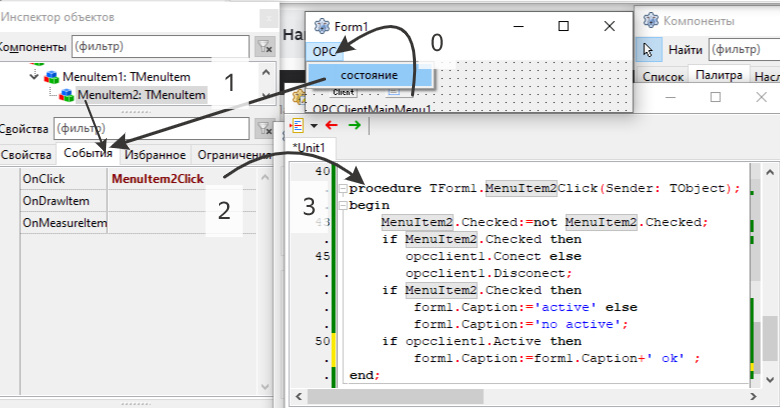 Инспектор объектов
Компоненты
(фильтр)
MenuItem1: TMenuItem
MenuItem2: TMenuItem
Свойства
(фильтр)
Свойства
События
Избранное
Ограничения
OnClick
MenuItem2Click
OnDrawItem
OnMeasureItem
1
2
Form1
OPC
состояние
Client
OPCClientMainMenu1
0
Компоненты
Найти
(фильтр)
Список
Палитра
Насл
*Unit1
3
40
procedure TForm1.MenuItem2Click(Sender: TObject);
begin
MenuItem2.Checked:=not MenuItem2.Checked;
if MenuItem2.Checked then
45 opcclient1.Conect else
. opcclient1.Disconect;
. if MenuItem2.Checked then
. form1.Caption:='active' else
. form1.Caption:='no active';
50 if opcclient1.Active then
. form1.Caption:=form1.Caption+' ok' ;
. end;